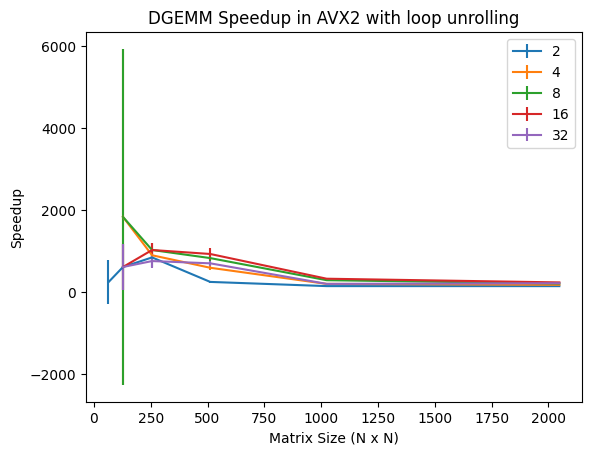 DGEMM Speedup in AVX2 with loop unrolling
6000
4000
2000
0
−2000
Speedup
2
4
8
16
32
0 250 500 750 1000 1250 1500 1750 2000
Matrix Size (N x N)